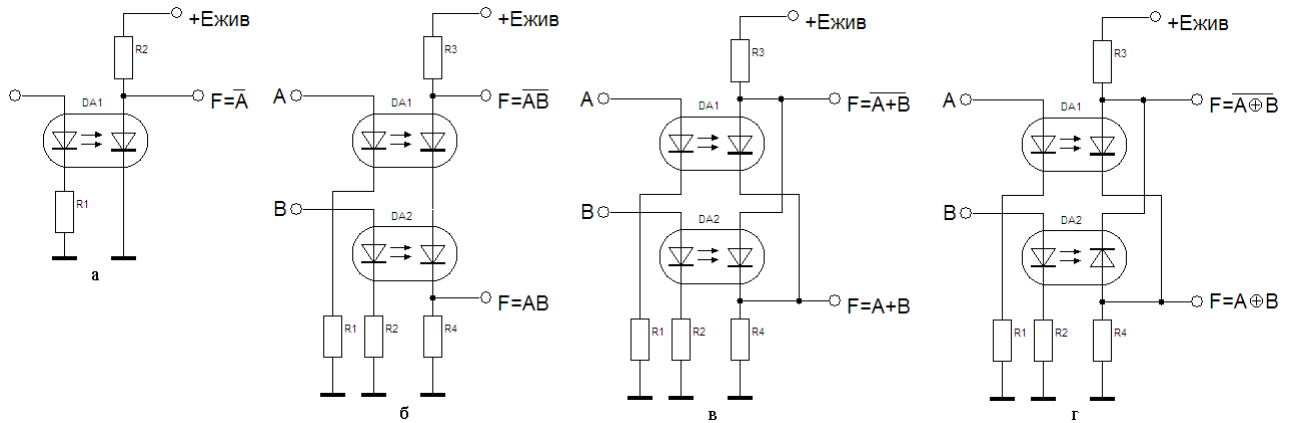 +Eжив
R2
DA1
F=A̅
R1
а
+Eжив
R3
A
DA1
F=A̅B̅
B
DA2
F=AB
R1
R2
R4
б
+Eжив
R3
A
DA1
F=A̅+̅B̅
B
DA2
F=A+B
R1
R2
R4
в
+Eжив
R3
A
DA1
F=A̅⊕̅B̅
B
DA2
F=A⊕B
R1
R2
R4
г